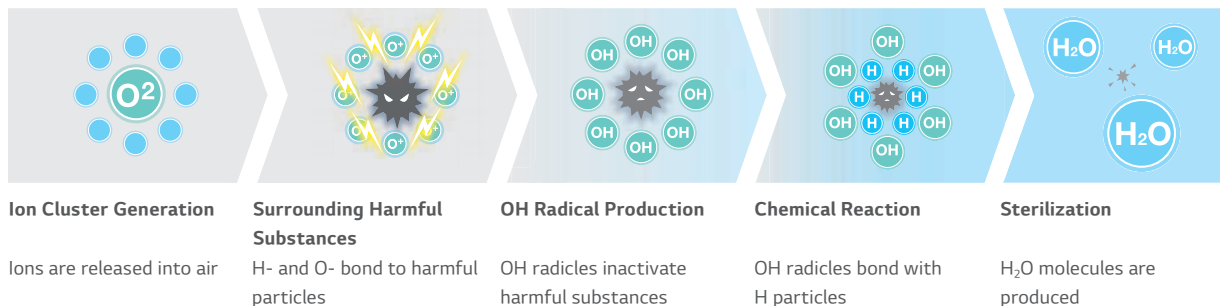 O²
O⁺ O⁺ O⁺ O⁺ O⁺ O⁺ O⁺ O⁺
OH OH OH OH OH OH OH OH
OH OH OH OH OH OH
H H H H H H
H₂O H₂O H₂O
Ion Cluster Generation
Ions are released into air
Surrounding Harmful
Substances
H- and O- bond to harmful
particles
OH Radical Production
OH radicles inactivate
harmful substances
Chemical Reaction
OH radicles bond with
H particles
Sterilization
H₂O molecules are
produced